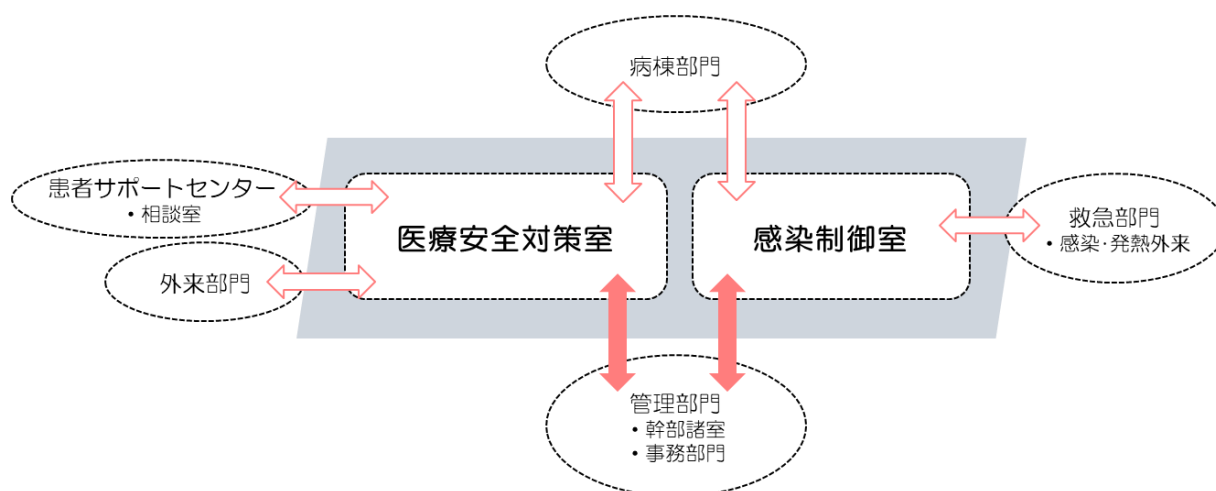 病棟部門
患者サポートセンター
・相談室
外来部門
医療安全対策室
感染制御室
救急部門
・感染・発熱外来
管理部門
・幹部諸室
・事務部門